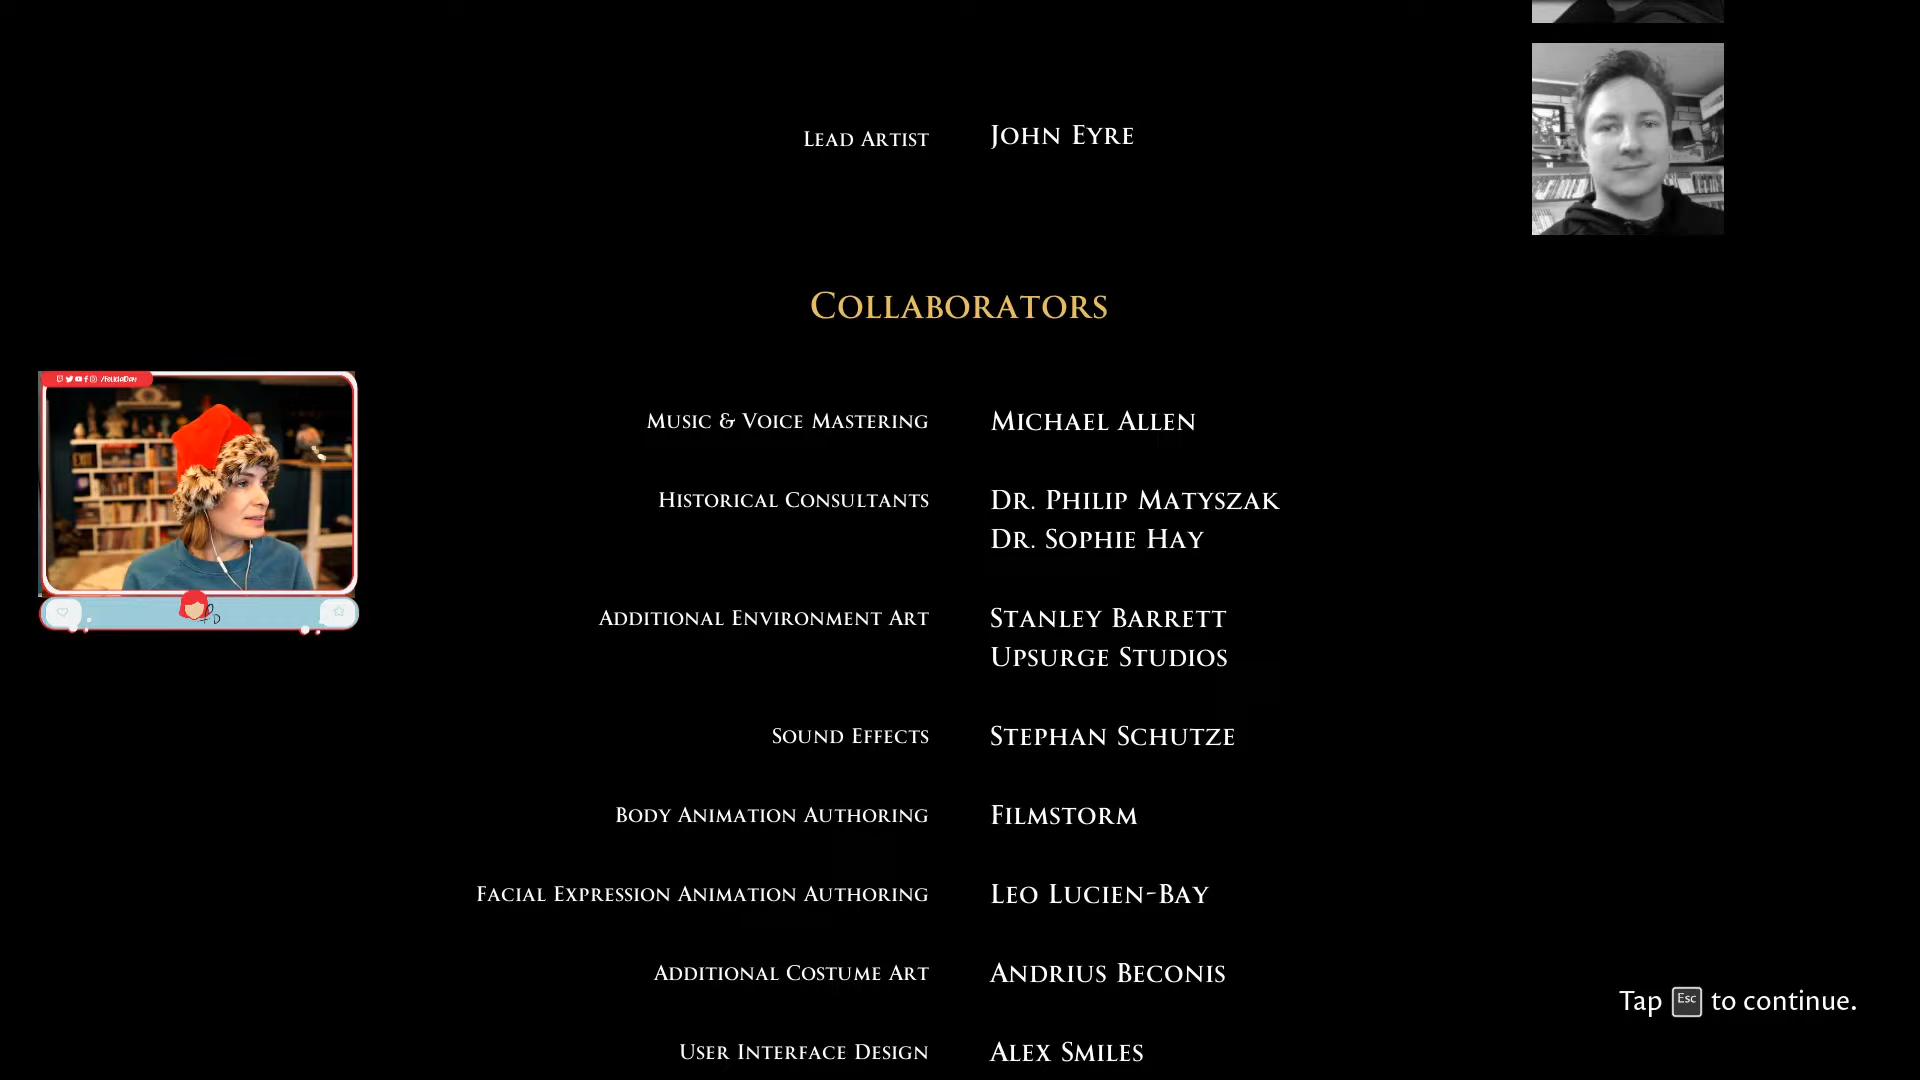 Lead Artist John Eyre
Collaborators
/FeliciaDay
Music & Voice Mastering Michael Allen
Historical Consultants Dr. Philip Matyszak
Dr. Sophie Hay
Additional Environment Art Stanley Barrett
Upsurge Studios
Sound Effects Stephan Schutze
Body Animation Authoring Filmstorm
Facial Expression Animation Authoring Leo Lucien-Bay
Additional Costume Art Andrius Beconis
Tap Esc to continue.
User Interface Design Alex Smiles